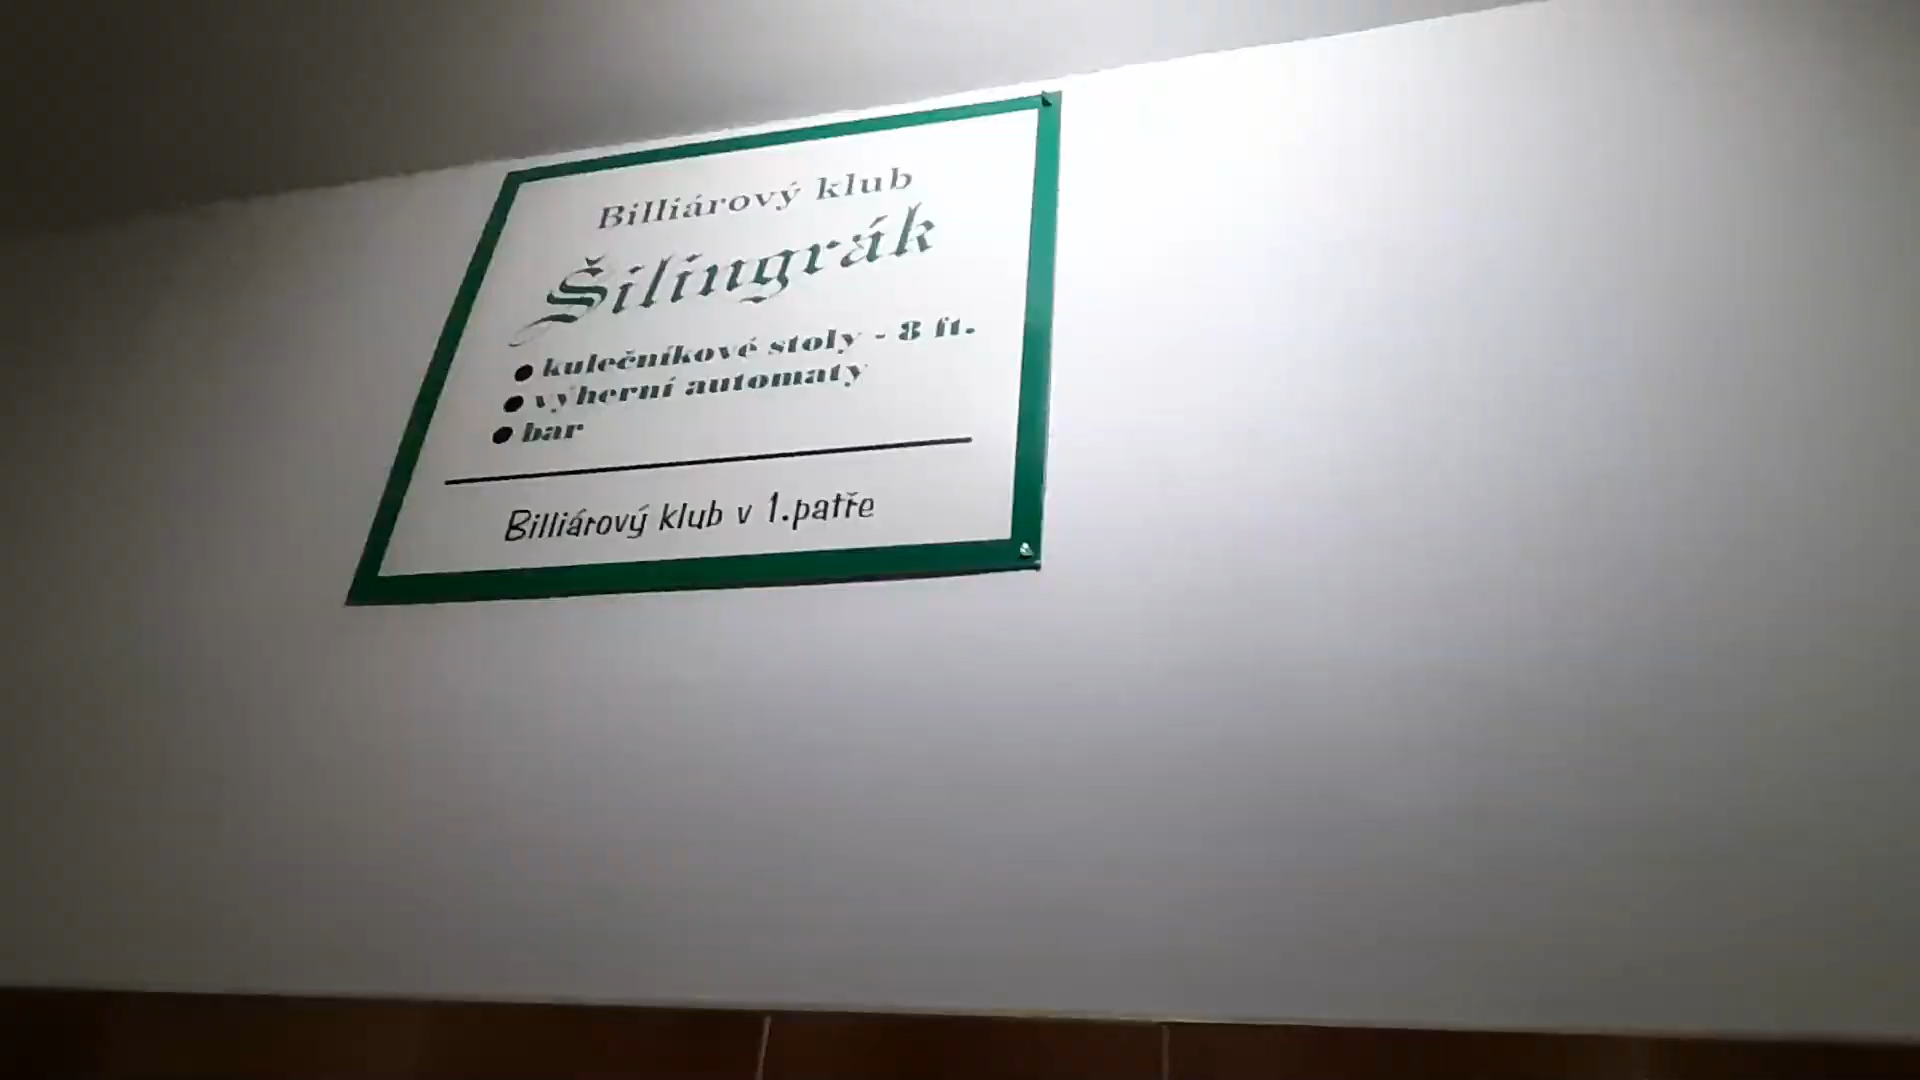 Billiárový klub
Šilingrák
● kulečníkové stoly - 8 ft.
● výherní automaty
● bar
Billiárový klub v 1.patře